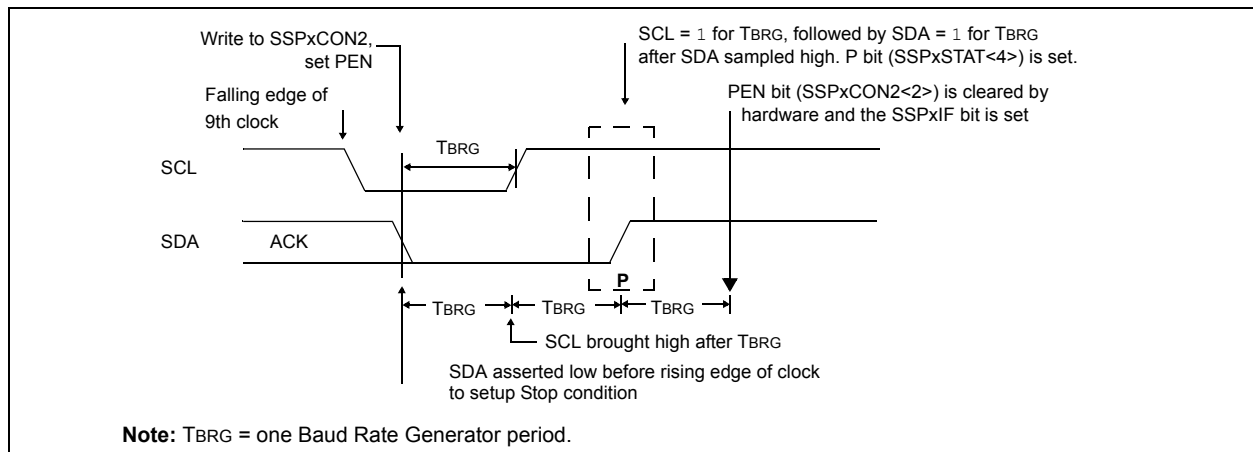 Write to SSPxCON2,
set PEN
SCL = 1 for TBRG, followed by SDA = 1 for TBRG
after SDA sampled high. P bit (SSPxSTAT<4>) is set.
Falling edge of
9th clock
PEN bit (SSPxCON2<2>) is cleared by
hardware and the SSPxIF bit is set
TBRG
SCL
SDA
ACK
P
TBRG
TBRG
TBRG
SCL brought high after TBRG
SDA asserted low before rising edge of clock
to setup Stop condition
Note: TBRG = one Baud Rate Generator period.